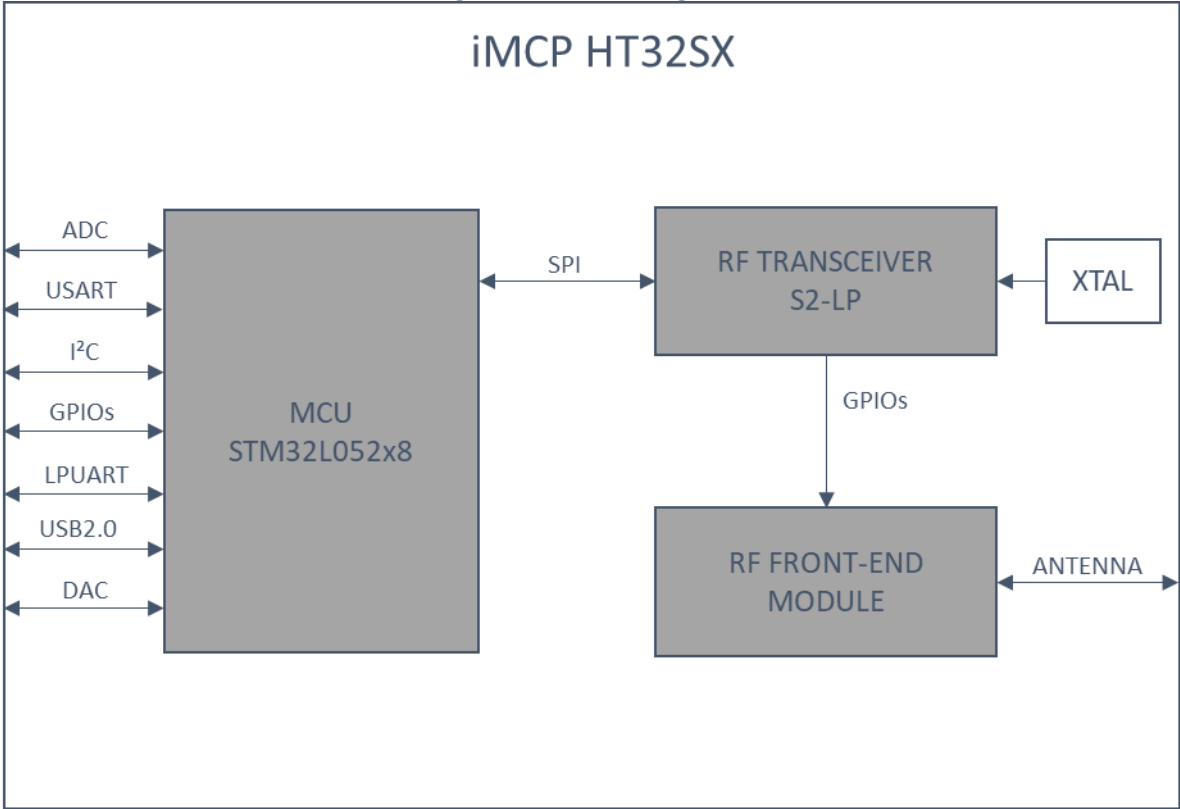 iMCP HT32SX
ADC
USART
I²C
GPIOs
LPUART
USB2.0
DAC
MCU
STM32L052x8
SPI
RF TRANSCEIVER
S2-LP
XTAL
GPIOs
RF FRONT-END
MODULE
ANTENNA